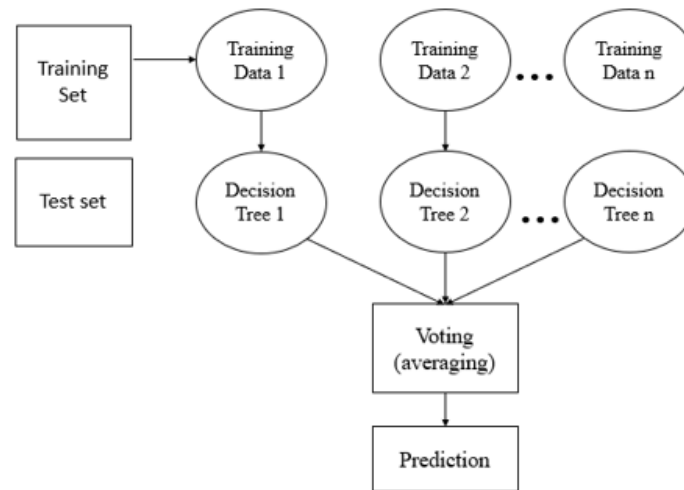 Training
Set
Training
Data 1
Training
Data 2
...
Training
Data n
Test set
Decision
Tree 1
Decision
Tree 2
...
Decision
Tree n
Voting
(averaging)
Prediction